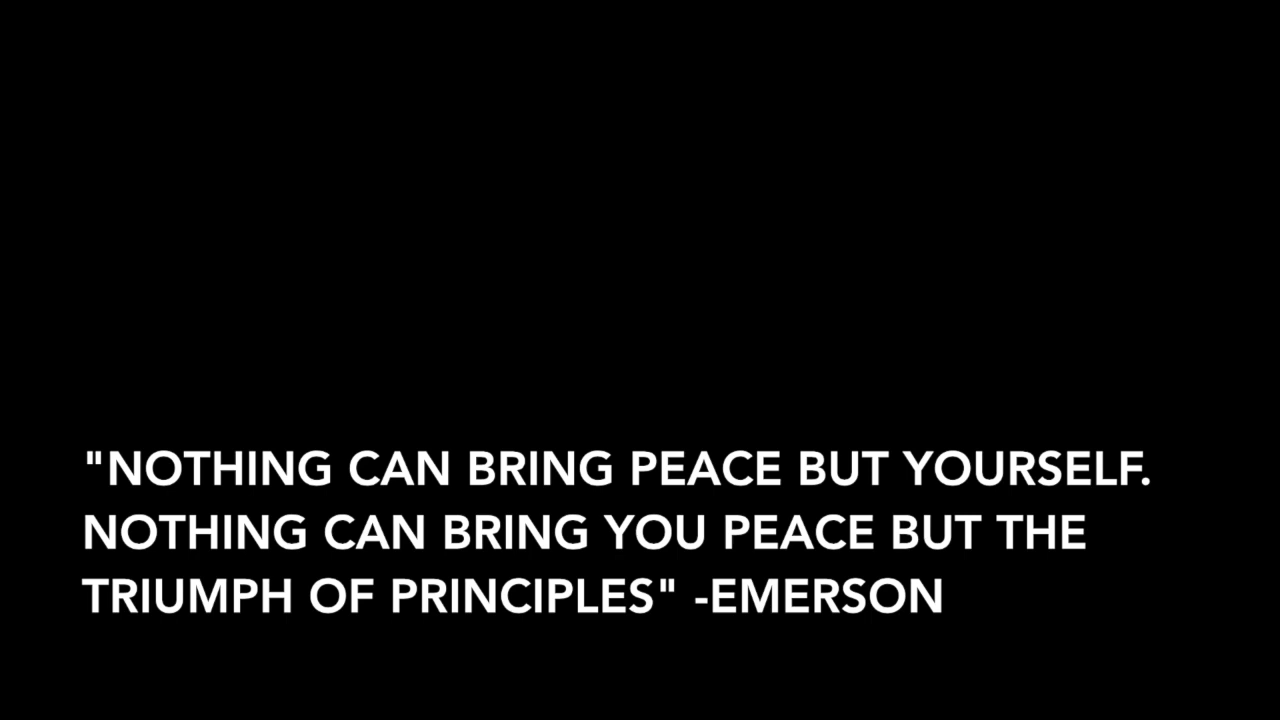 "NOTHING CAN BRING PEACE BUT YOURSELF.
NOTHING CAN BRING YOU PEACE BUT THE
TRIUMPH OF PRINCIPLES" -EMERSON